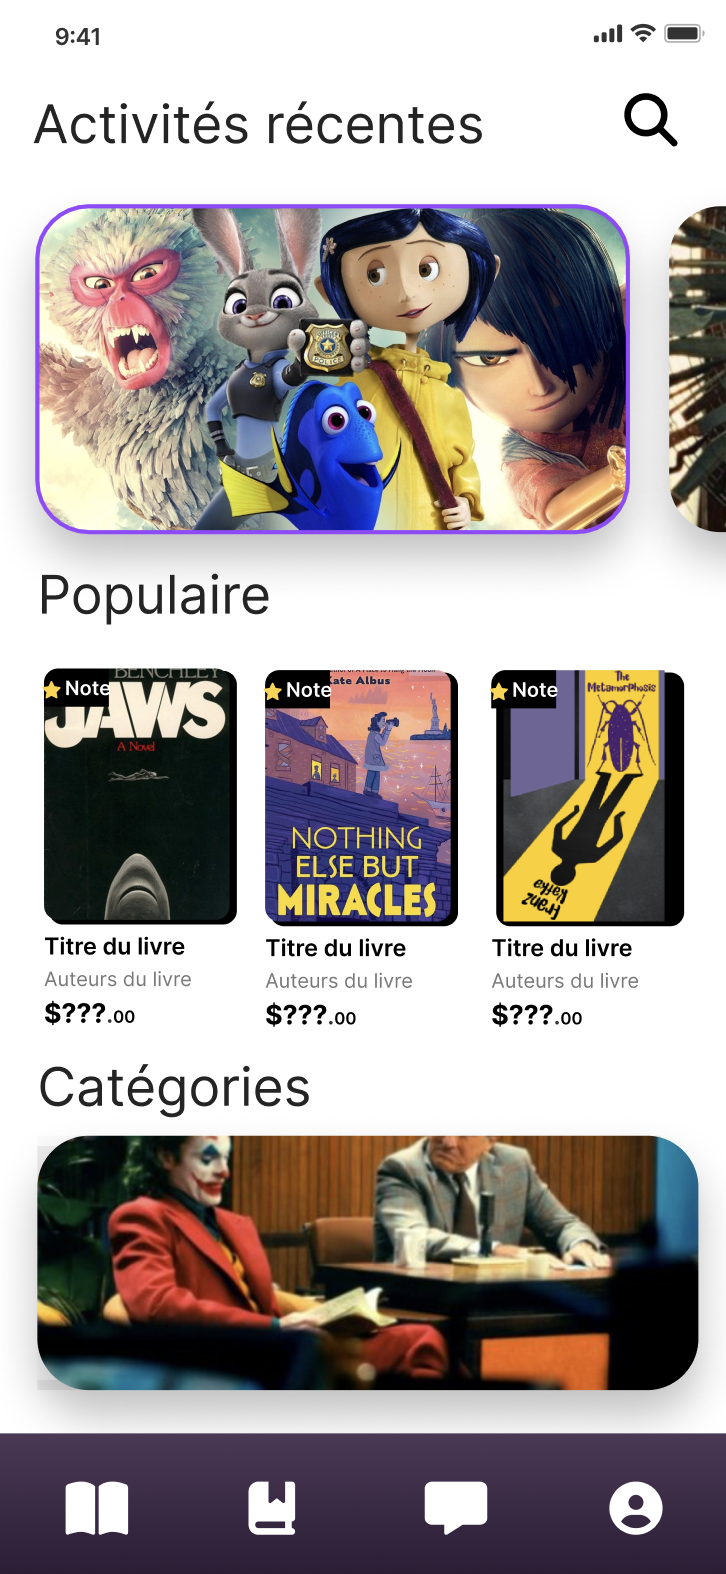 9:41
Activités récentes
POLICE
Populaire
Note
BENCHLEY
JAWS
A Novel
Note
Kate Albus
NOTHING
ELSE BUT
MIRACLES
Note
The
Metamorphosis
Franz
Kafka
Titre du livre
Auteurs du livre
$???.00
Titre du livre
Auteurs du livre
$???.00
Titre du livre
Auteurs du livre
$???.00
Catégories